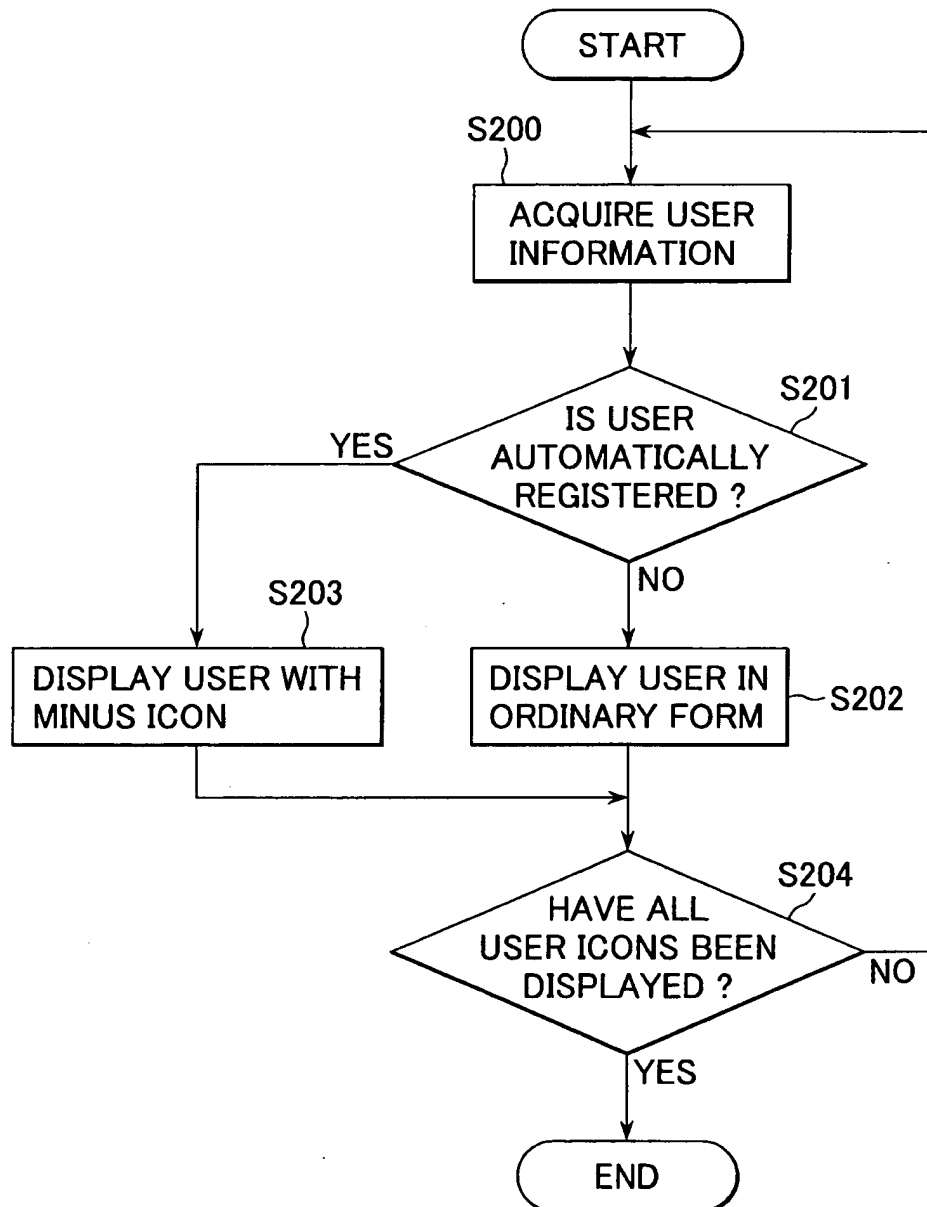 START
S200
ACQUIRE USER
INFORMATION
S201
IS USER
AUTOMATICALLY
REGISTERED ?
YES
NO
S203
DISPLAY USER WITH
MINUS ICON
DISPLAY USER IN
ORDINARY FORM
S202
S204
HAVE ALL
USER ICONS BEEN
DISPLAYED ?
NO
YES
END